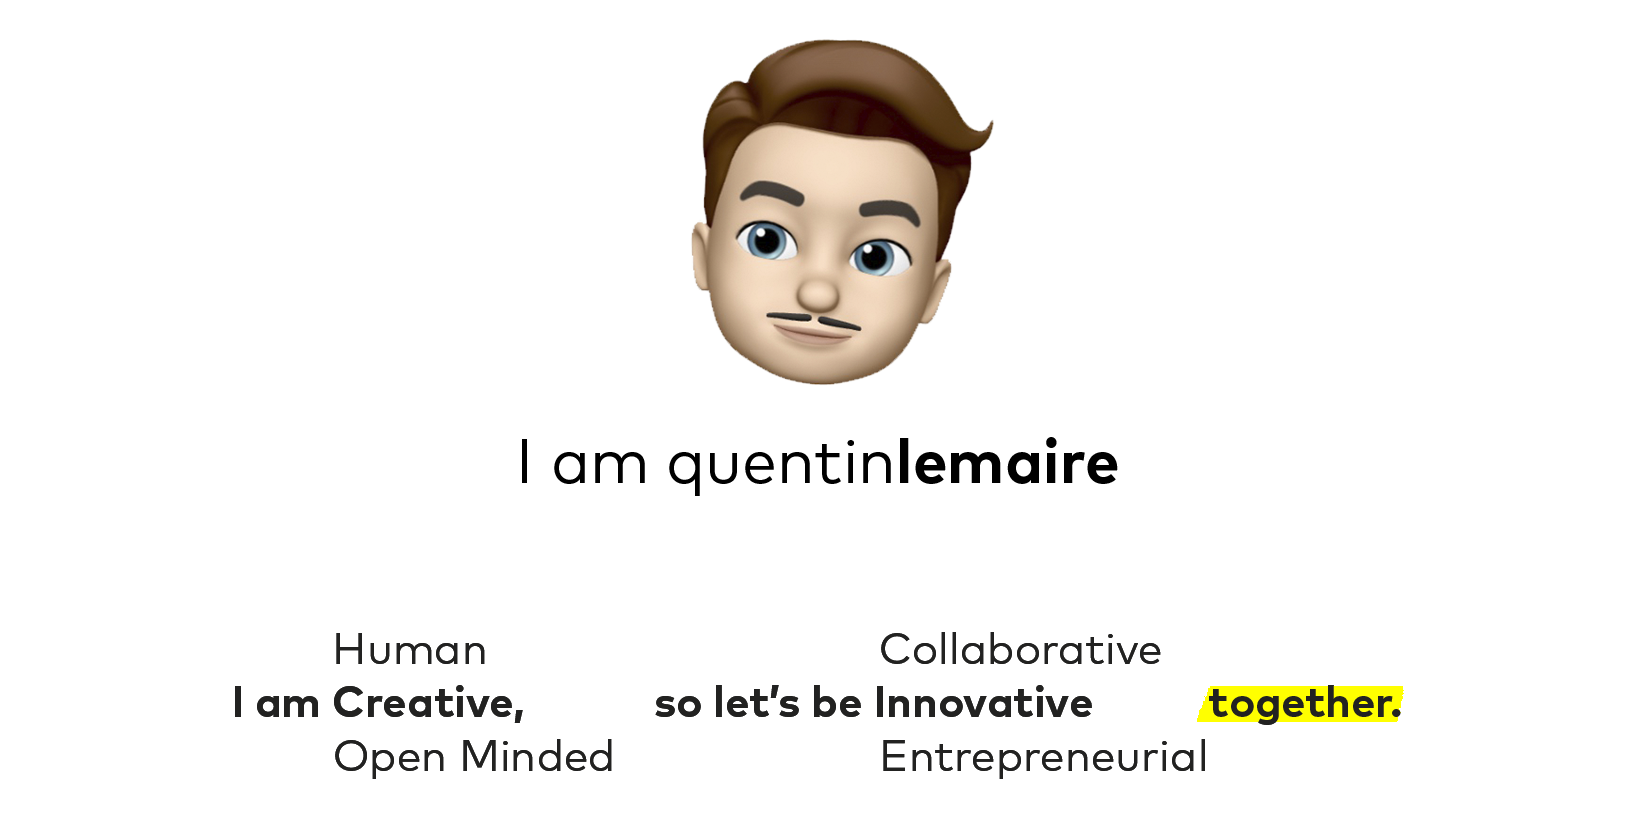 I am quentinlemaire
Human Collaborative
I am Creative, so let’s be Innovative together.
Open Minded Entrepreneurial